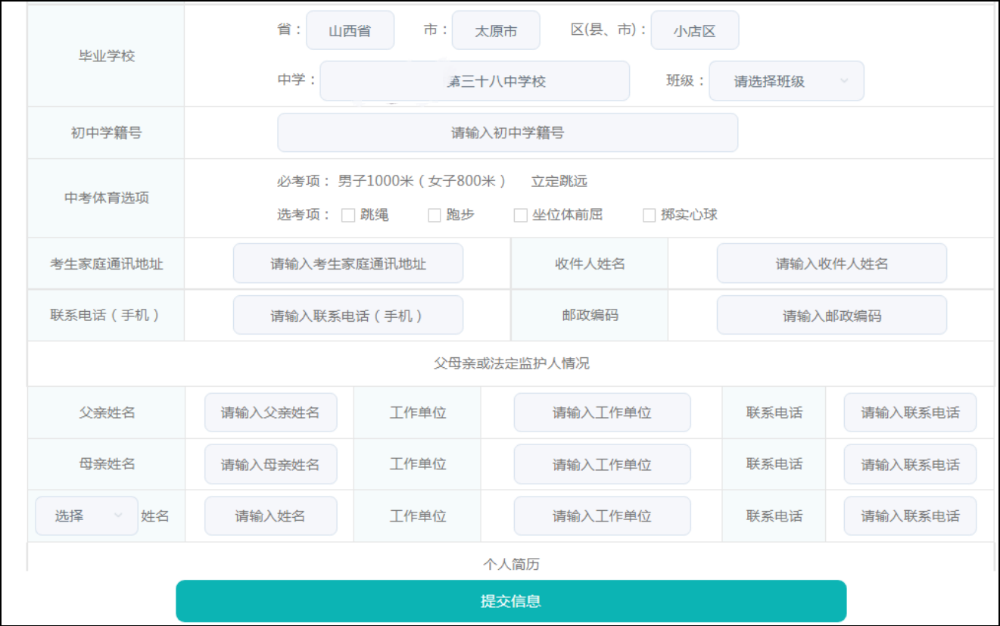 毕业学校 省： 山西省 市： 太原市 区(县、市)： 小店区
中学： 第三十八中学校 班级： 请选择班级
初中学籍号 请输入初中学籍号
中考体育选项 必考项： 男子1000米（女子800米） 立定跳远
选考项： 跳绳 跑步 坐位体前屈 掷实心球
考生家庭通讯地址 请输入考生家庭通讯地址 收件人姓名 请输入收件人姓名
联系电话（手机） 请输入联系电话（手机） 邮政编码 请输入邮政编码
父母亲或法定监护人情况
父亲姓名 请输入父亲姓名 工作单位 请输入工作单位 联系电话 请输入联系电话
母亲姓名 请输入母亲姓名 工作单位 请输入工作单位 联系电话 请输入联系电话
选择 姓名 请输入姓名 工作单位 请输入工作单位 联系电话 请输入联系电话
个人简历
提交信息